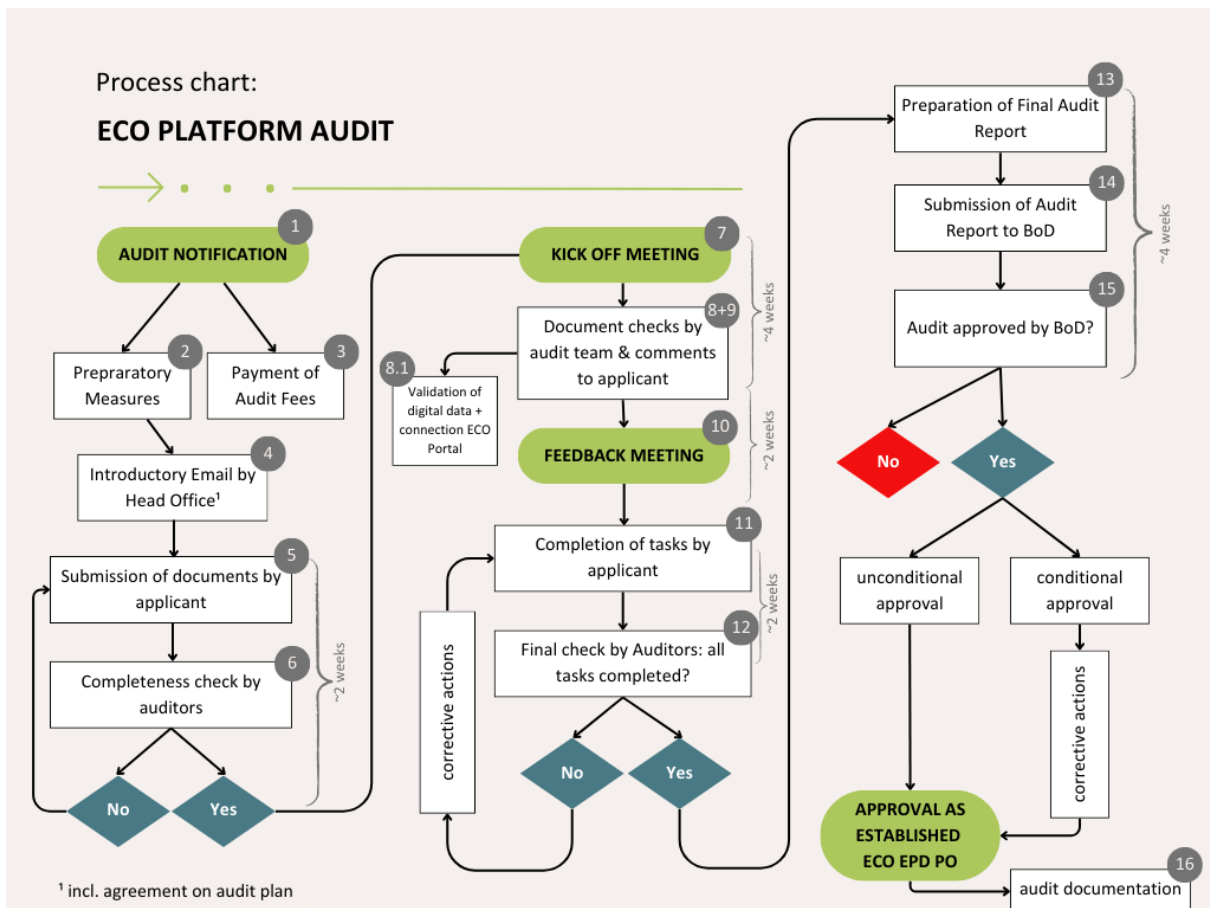 Process chart:
ECO PLATFORM AUDIT
1
AUDIT NOTIFICATION
2
Prepraratory
Measures
3
Payment of
Audit Fees
4
Introductory Email by
Head Office¹
5
Submission of documents by
applicant
6
Completeness check by
auditors
~2 weeks
No
Yes
¹ incl. agreement on audit plan
7
KICK OFF MEETING
8+9
Document checks by
audit team & comments
to applicant
~4 weeks
8.1
Validation of
digital data +
connection ECO
Portal
10
FEEDBACK MEETING
~2 weeks
11
Completion of tasks by
applicant
12
Final check by Auditors: all
tasks completed?
~2 weeks
corrective actions
No
Yes
13
Preparation of Final Audit
Report
14
Submission of Audit
Report to BoD
15
Audit approved by BoD?
~4 weeks
No
Yes
unconditional
approval
conditional
approval
corrective actions
APPROVAL AS
ESTABLISHED
ECO EPD PO
16
audit documentation